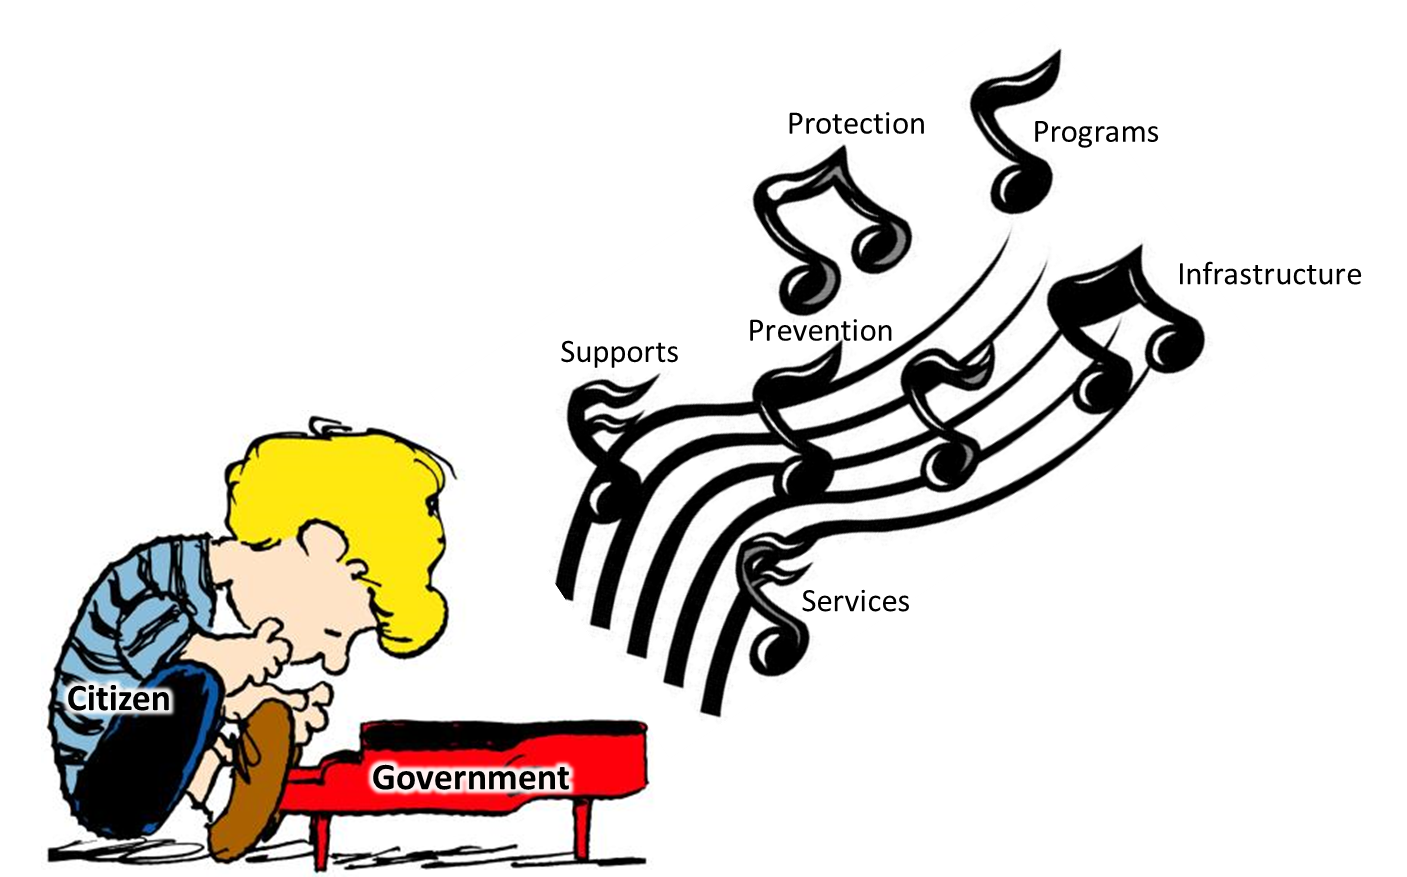 Protection
Programs
Infrastructure
Prevention
Supports
Services
Citizen
Government